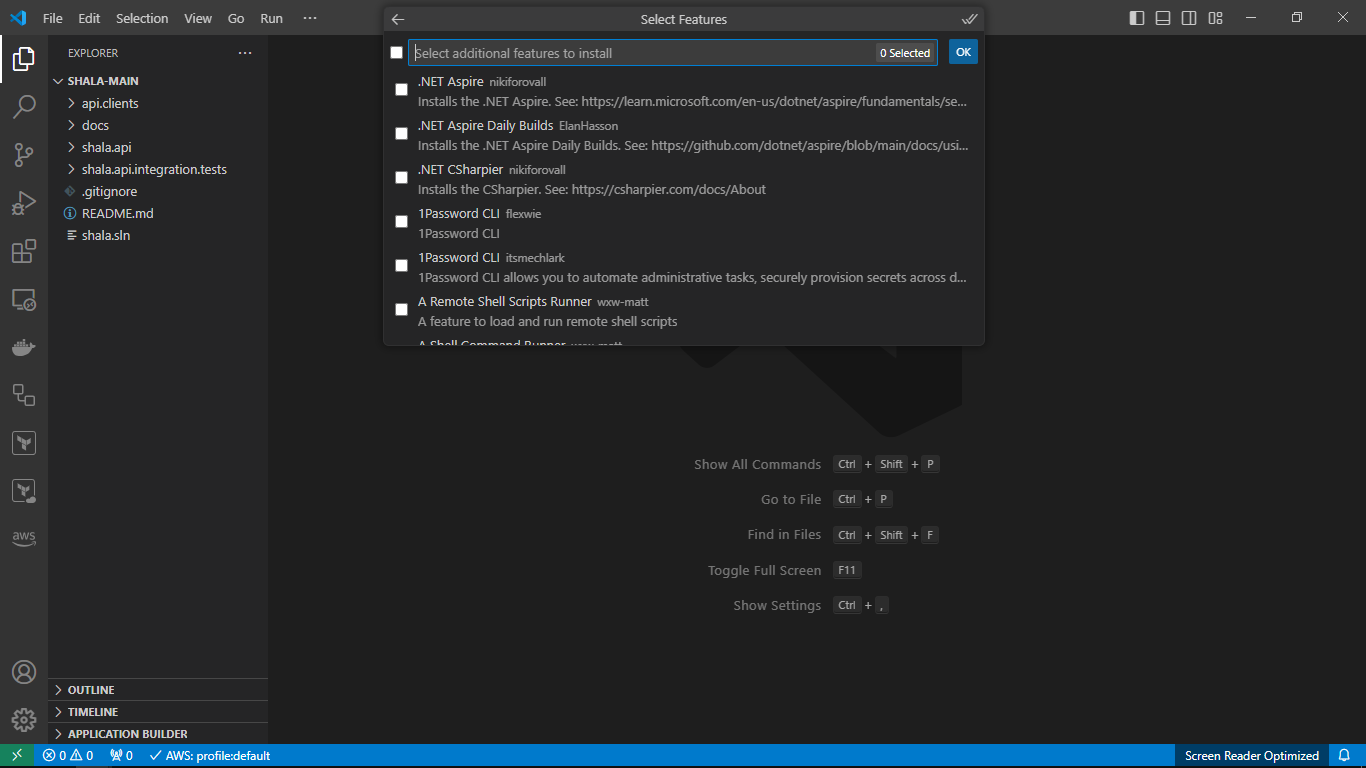 File Edit Selection View Go Run ···
Select Features
Select additional features to install 0 Selected OK
.NET Aspire nikiforovall
Installs the .NET Aspire. See: https://learn.microsoft.com/en-us/dotnet/aspire/fundamentals/se...
.NET Aspire Daily Builds ElanHasson
Installs the .NET Aspire Daily Builds. See: https://github.com/dotnet/aspire/blob/main/docs/usi...
.NET CSharpier nikiforovall
Installs the CSharpier. See: https://csharpier.com/docs/About
1Password CLI flexwie
1Password CLI
1Password CLI itsmechlark
1Password CLI allows you to automate administrative tasks, securely provision secrets across d...
A Remote Shell Scripts Runner wxw-matt
A feature to load and run remote shell scripts
A Shell Command Runner wxw-matt
EXPLORER ···
SHALA-MAIN
api.clients
docs
shala.api
shala.api.integration.tests
.gitignore
README.md
shala.sln
aws
Show All Commands Ctrl + Shift + P
Go to File Ctrl + P
Find in Files Ctrl + Shift + F
Toggle Full Screen F11
Show Settings Ctrl + ,
OUTLINE
TIMELINE
APPLICATION BUILDER
0 0 0 AWS: profile:default Screen Reader Optimized